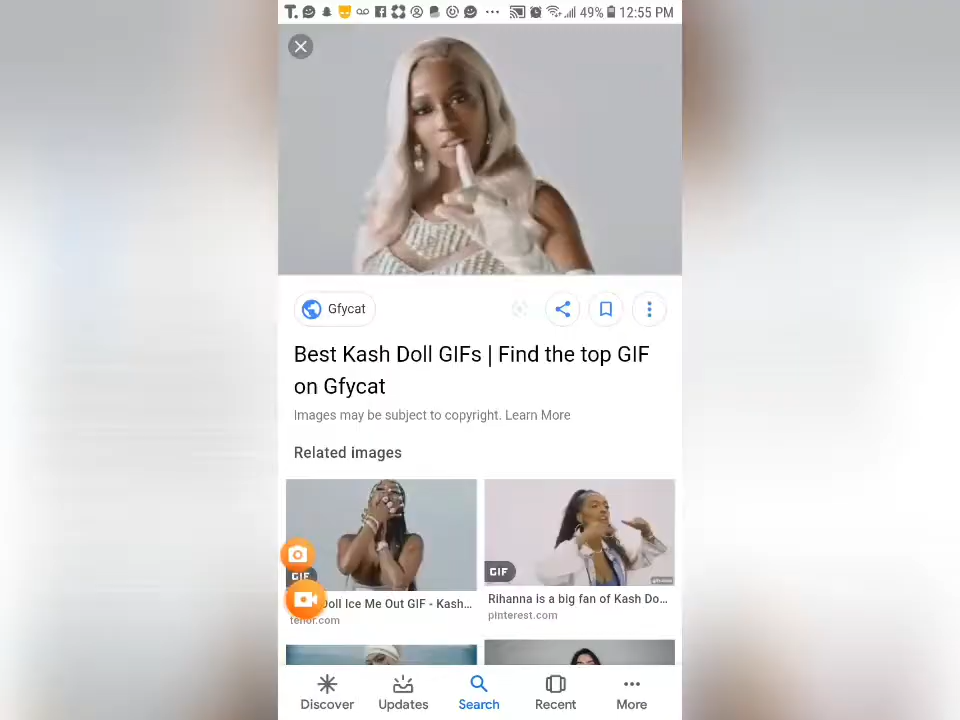 49% 12:55 PM
Gfycat
Best Kash Doll GIFs | Find the top GIF
on Gfycat
Images may be subject to copyright. Learn More
Related images
GIF
GIF
Doll Ice Me Out GIF - Kash...
tenor.com
Rihanna is a big fan of Kash Do...
pinterest.com
Discover Updates Search Recent More